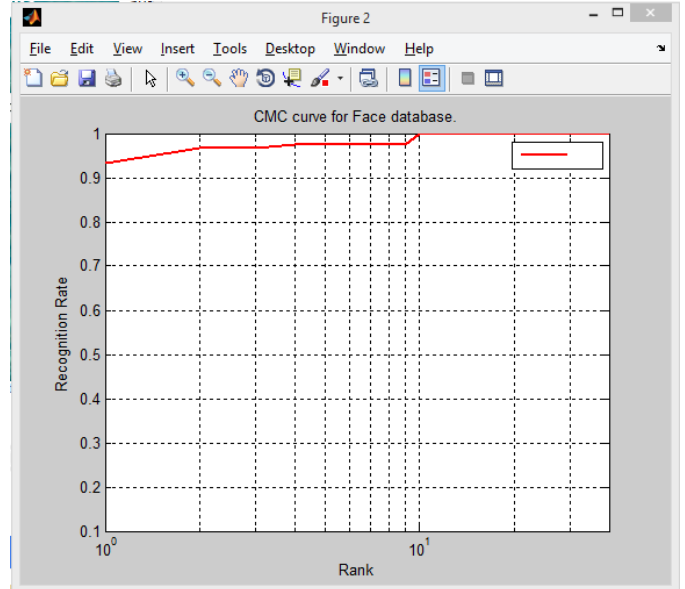 Figure 2
File Edit View Insert Tools Desktop Window Help
CMC curve for Face database.
1
0.9
0.8
0.7
0.6
0.5
0.4
0.3
0.2
0.1
Recognition Rate
10^0 10^1
Rank